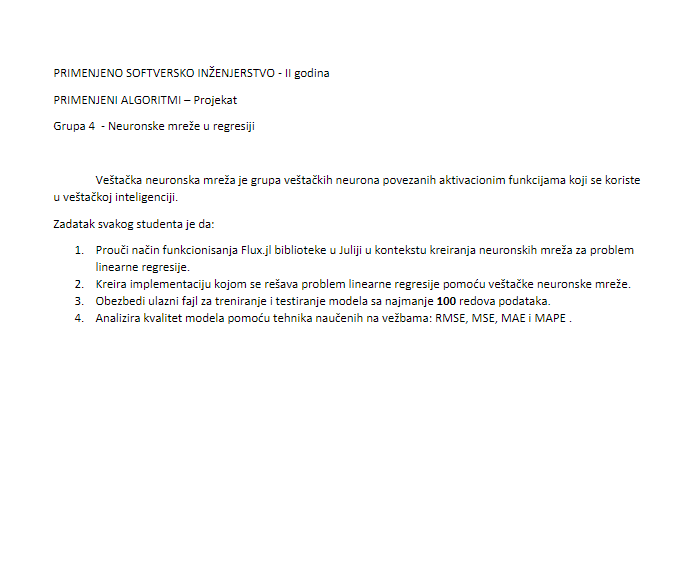 PRIMENJENO SOFTVERSKO INŽENJERSTVO - II godina
PRIMENJENI ALGORITMI – Projekat
Grupa 4  - Neuronske mreže u regresiji
Veštačka neuronska mreža je grupa veštačkih neurona povezanih aktivacionim funkcijama koji se koriste
u veštačkoj inteligenciji.
Zadatak svakog studenta je da:
1. Prouči način funkcionisanja Flux.jl biblioteke u Juliji u kontekstu kreiranja neuronskih mreža za problem
linearne regresije.
2. Kreira implementaciju kojom se rešava problem linearne regresije pomoću veštačke neuronske mreže.
3. Obezbedi ulazni fajl za treniranje i testiranje modela sa najmanje 100 redova podataka.
4. Analizira kvalitet modela pomoću tehnika naučenih na vežbama: RMSE, MSE, MAE i MAPE .